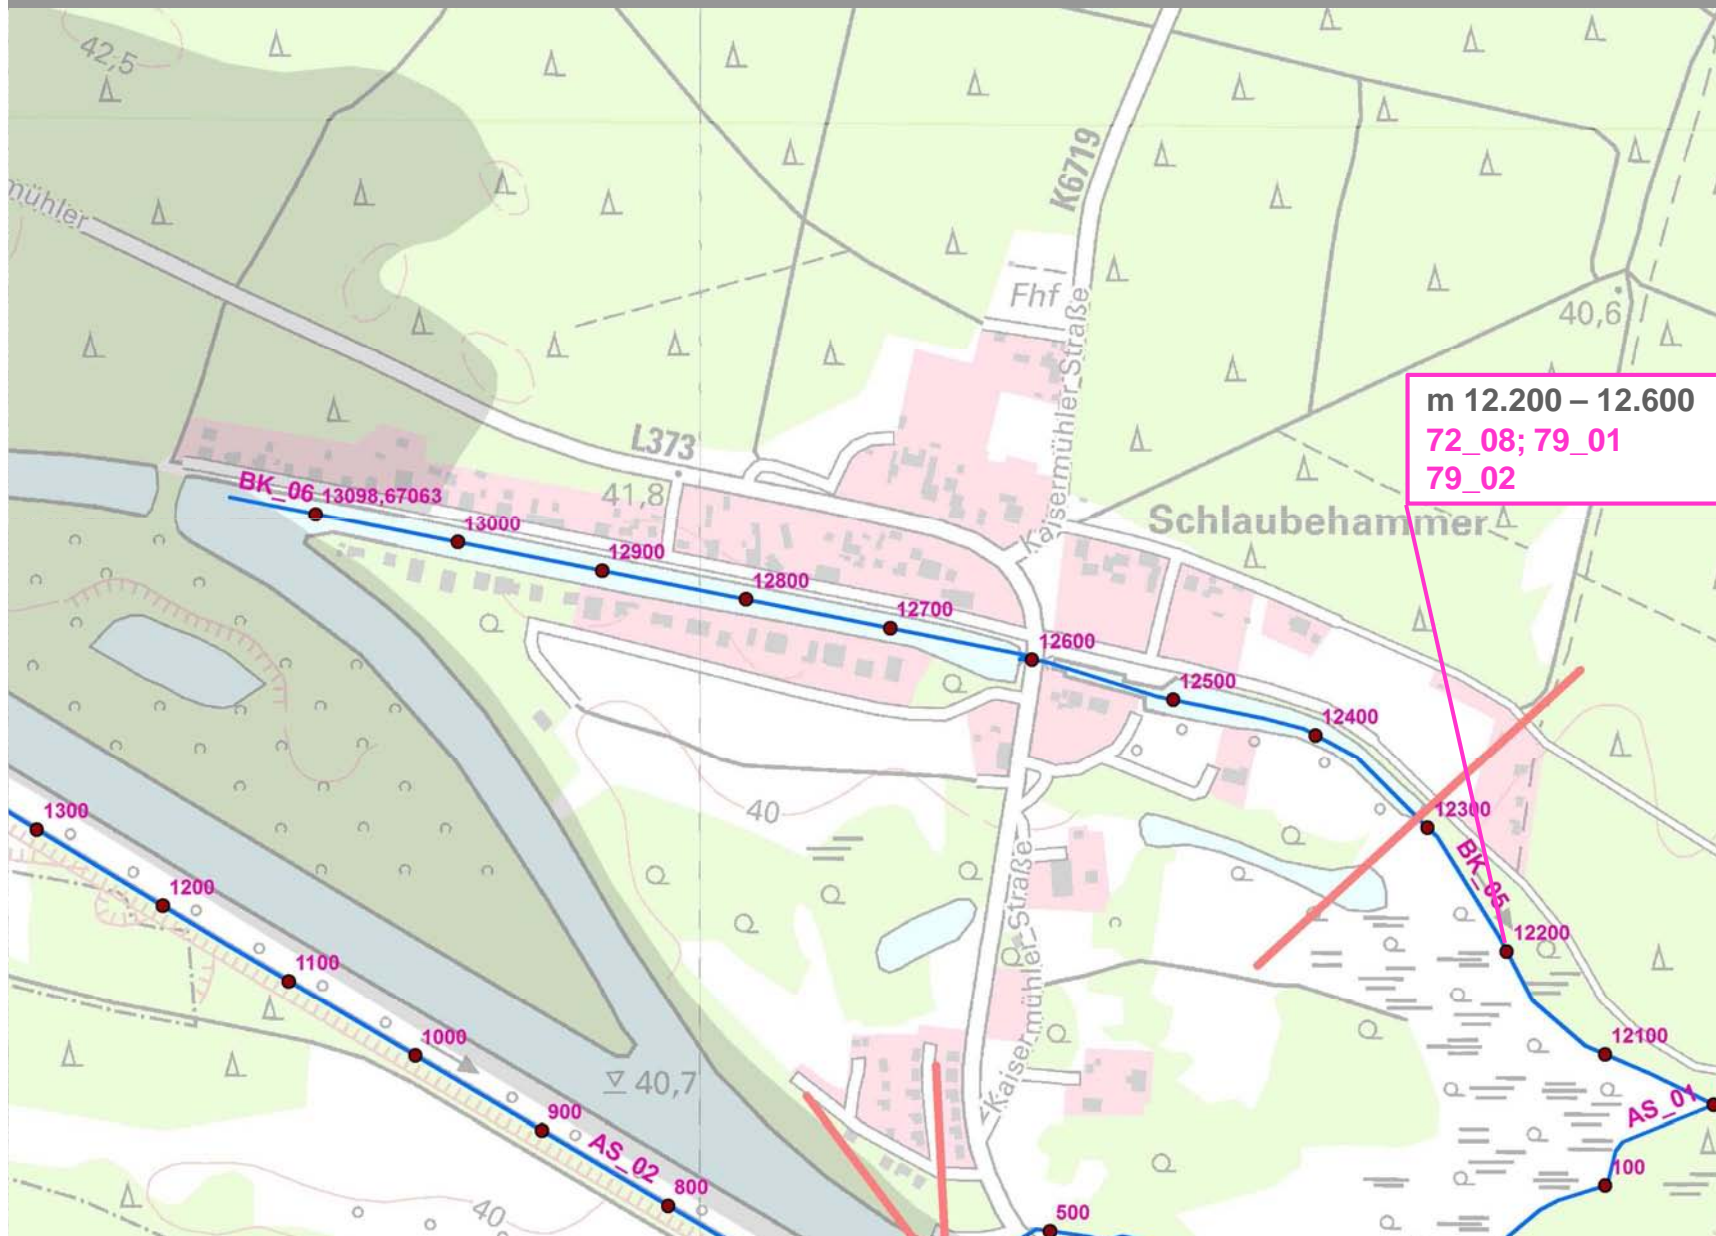 42,5
K6719
mühler
Fhf
Kaisermühler Straße
40,6
m 12.200 – 12.600
72_08; 79_01
79_02
L373
41,8
BK_06
13098,67063
13000
12900
12800
12700
12600
12500
12400
12300
12200
12100
Schlaubehammer
BK_05
40
Kaisermühler Straße
1300
1200
1100
1000
900
800
AS_02
40,7
40
AS_01
100
500